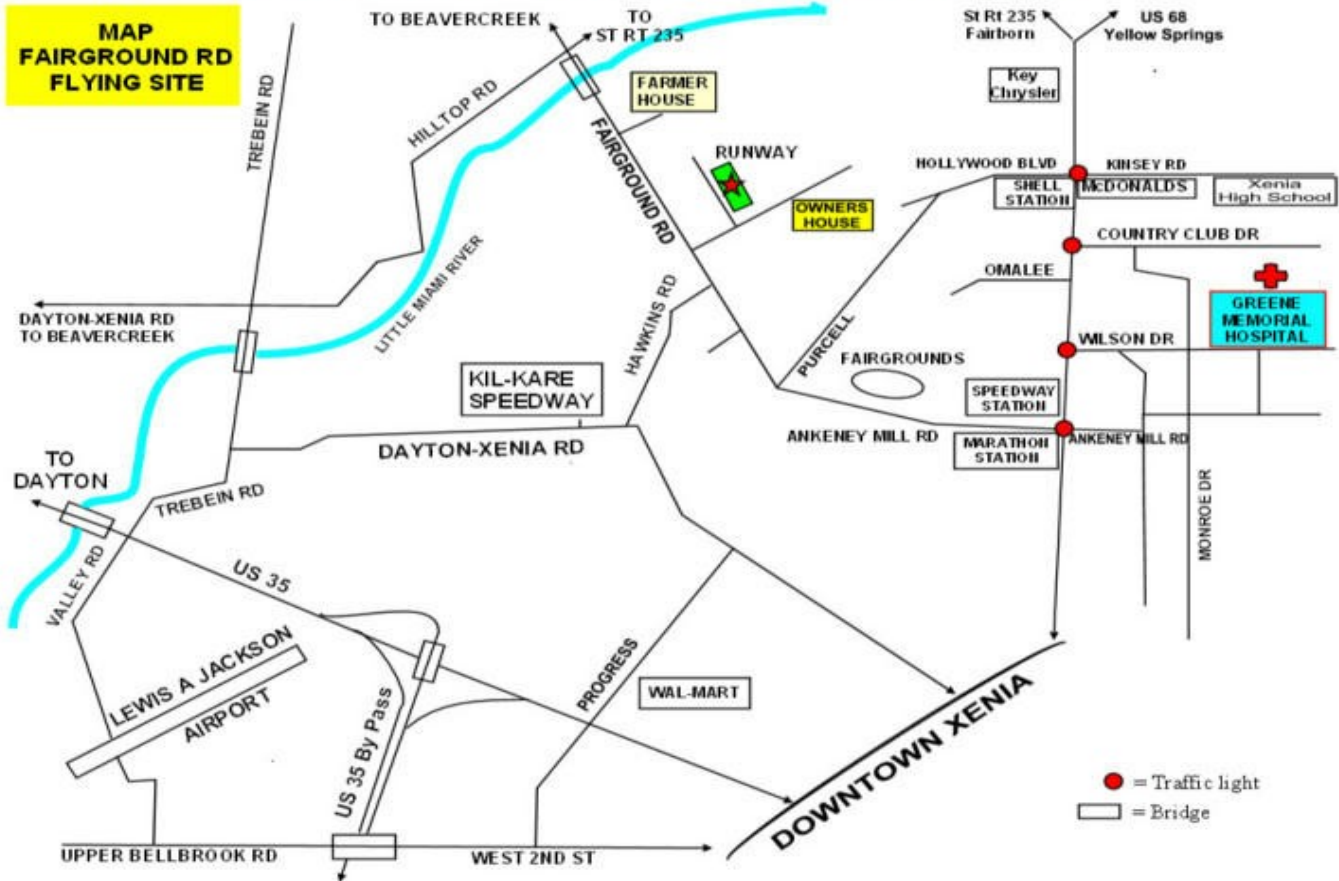 MAP
FAIRGROUND RD
FLYING SITE
TO BEAVERCREEK
TO
ST RT 235
St Rt 235
Fairborn
US 68
Yellow Springs
Key
Chrysler
TREBEIN RD
HILLTOP RD
FARMER
HOUSE
FAIRGROUND RD
RUNWAY
HOLLYWOOD BLVD
KINSEY RD
SHELL
STATION
McDONALD'S
Xenia
High School
OWNERS
HOUSE
COUNTRY CLUB DR
OMALEE
LITTLE MIAMI RIVER
HAWKINS RD
GREENE
MEMORIAL
HOSPITAL
DAYTON-XENIA RD
TO BEAVERCREEK
PURCELL
WILSON DR
FAIRGROUNDS
KIL-KARE
SPEEDWAY
SPEEDWAY
STATION
DAYTON-XENIA RD
ANKENEY MILL RD
ANKENEY MILL RD
MARATHON
STATION
TO
DAYTON
TREBEIN RD
MONROE DR
VALLEY RD
US 35
LEWIS A JACKSON
AIRPORT
PROGRESS
WAL-MART
US 35 By Pass
DOWNTOWN XENIA
= Traffic light
= Bridge
UPPER BELLBROOK RD
WEST 2ND ST